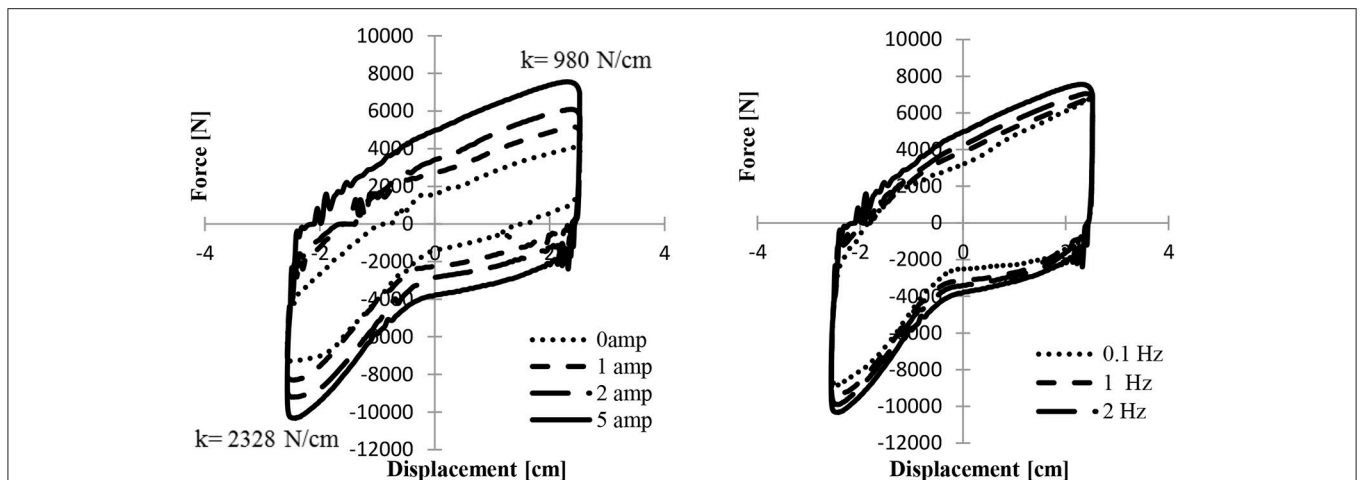 10000
8000
6000
4000
2000
0
-2000
-4000
-6000
-8000
-10000
-12000
-4
-2
0
2
4
k= 980 N/cm
k= 2328 N/cm
Force [N]
Displacement [cm]
0amp
1 amp
2 amp
5 amp
10000
8000
6000
4000
2000
0
-2000
-4000
-6000
-8000
-10000
-12000
-4
-2
0
2
4
Force [N]
Displacement [cm]
0.1 Hz
1 Hz
2 Hz